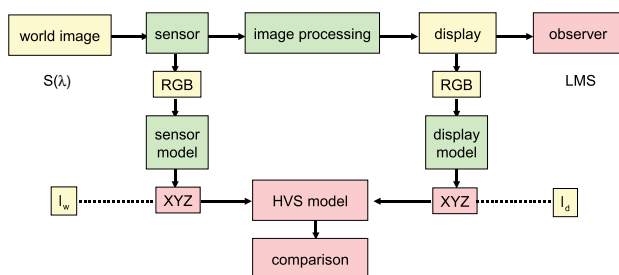 world image
sensor
image processing
display
observer
S(λ)
RGB
RGB
LMS
sensor
model
display
model
I_w
XYZ
HVS model
XYZ
I_d
comparison